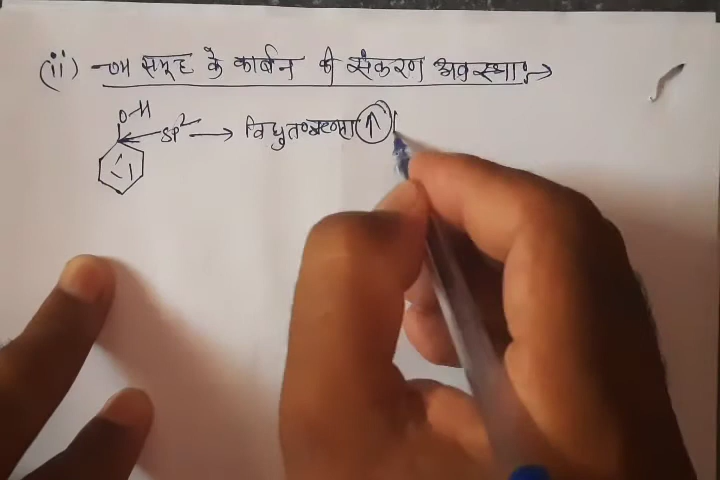 (ii) -OH समूह के कार्बन की संकरण अवस्था:→
O-H
SP² → विधुतऋणता (↑)